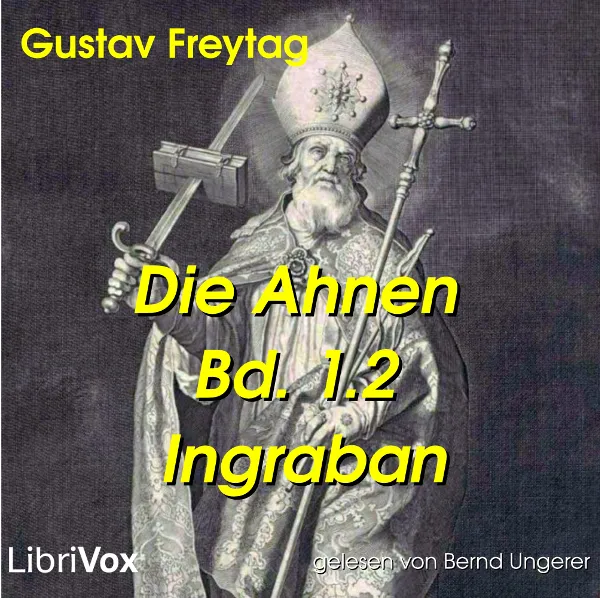 Gustav Freytag
Die Ahnen
Bd. 1.2
Ingraban
LibriVox
gelesen von Bernd Ungerer